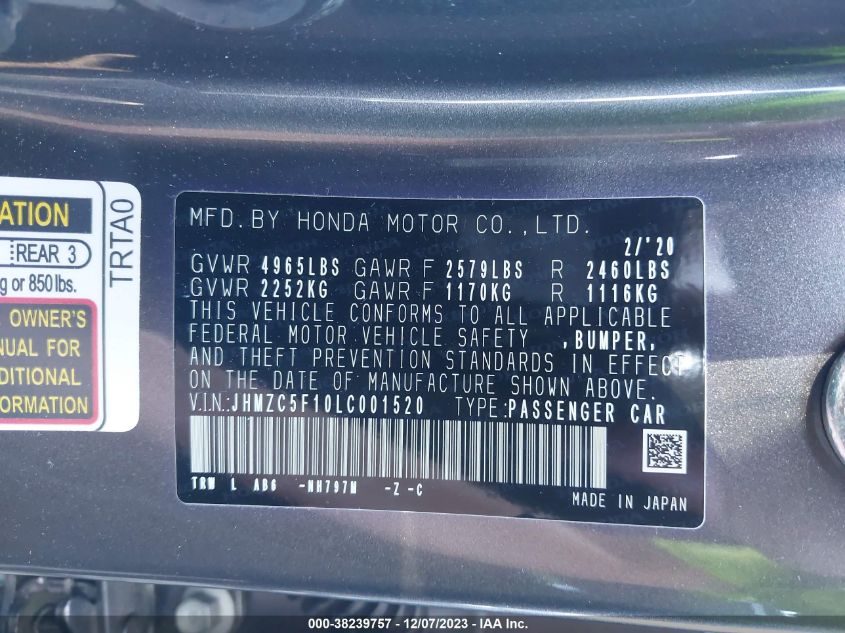 ATION
REAR 3
g or 850 lbs.
OWNER'S
NUAL FOR
DITIONAL
FORMATION
TRTA0
MFD. BY HONDA MOTOR CO., LTD.
2/'20
GVWR 4965LBS GAWR F 2579LBS R 2460LBS
GVWR 2252KG GAWR F 1170KG R 1116KG
THIS VEHICLE CONFORMS TO ALL APPLICABLE
FEDERAL MOTOR VEHICLE SAFETY ,BUMPER,
AND THEFT PREVENTION STANDARDS IN EFFECT
ON THE DATE OF MANUFACTURE SHOWN ABOVE.
V.I.N:JHMZC5F10LC001520 TYPE:PASSENGER CAR
TRW L AB6 -NH797M -Z -C
MADE IN JAPAN
000-38239757 - 12/07/2023 - IAA Inc.